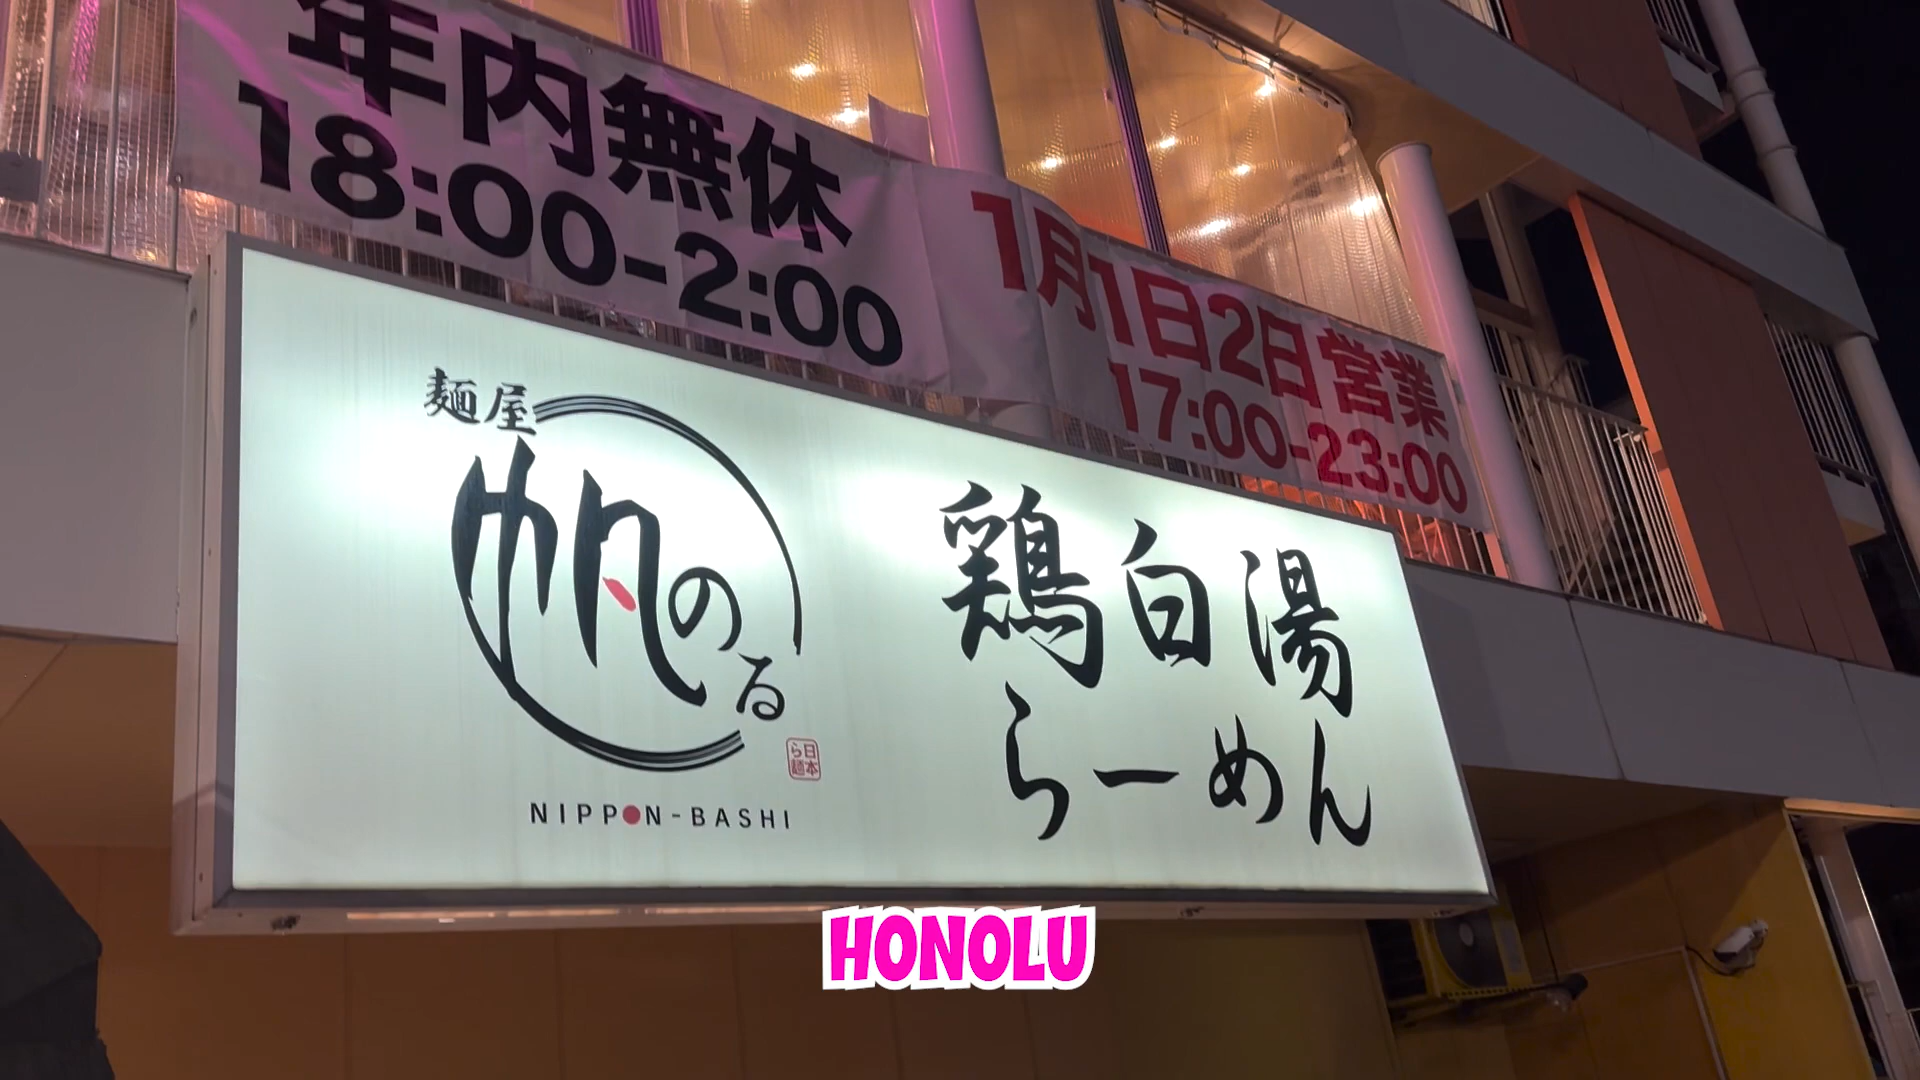 年内無休
18:00-2:00
1月1日2日営業
17:00-23:00
麺屋
帆のる
日本
ら麺
NIPPON-BASHI
鶏白湯
らーめん
HONOLU